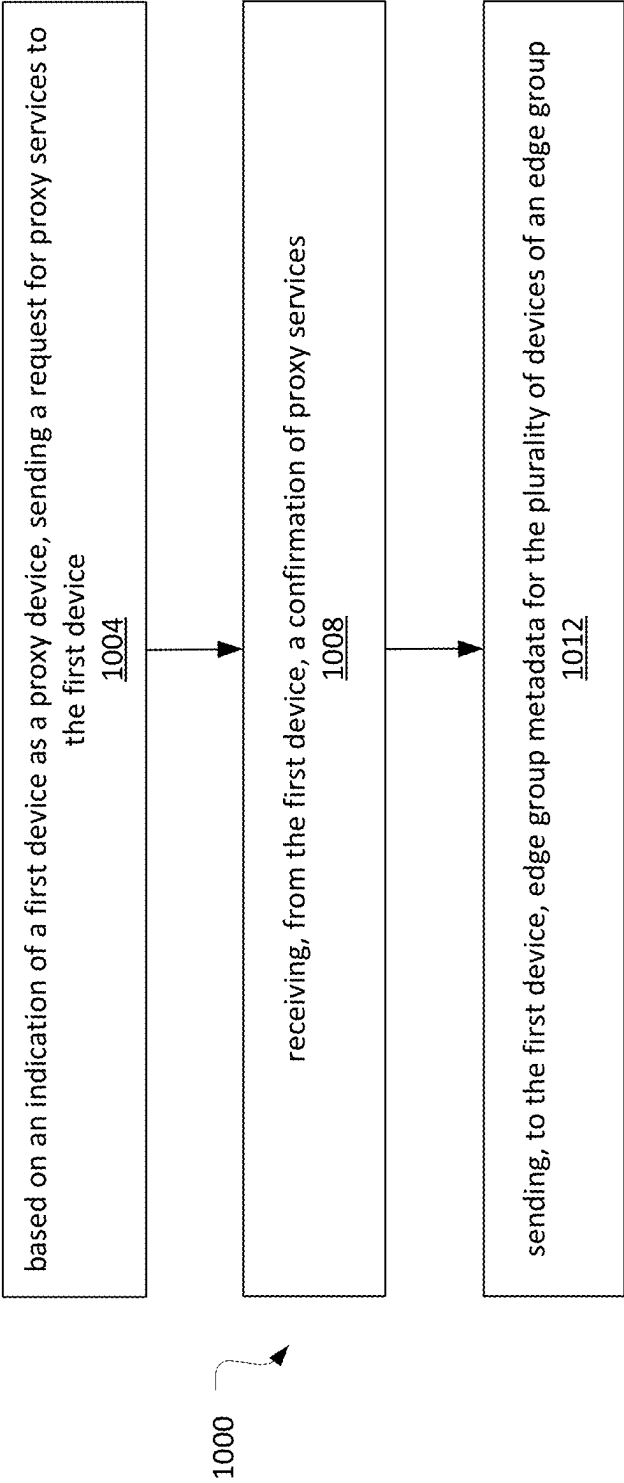 based on an indication of a first device as a proxy device, sending a request for proxy services to
the first device
1004
receiving, from the first device, a confirmation of proxy services
1008
sending, to the first device, edge group metadata for the plurality of devices of an edge group
1012
1000